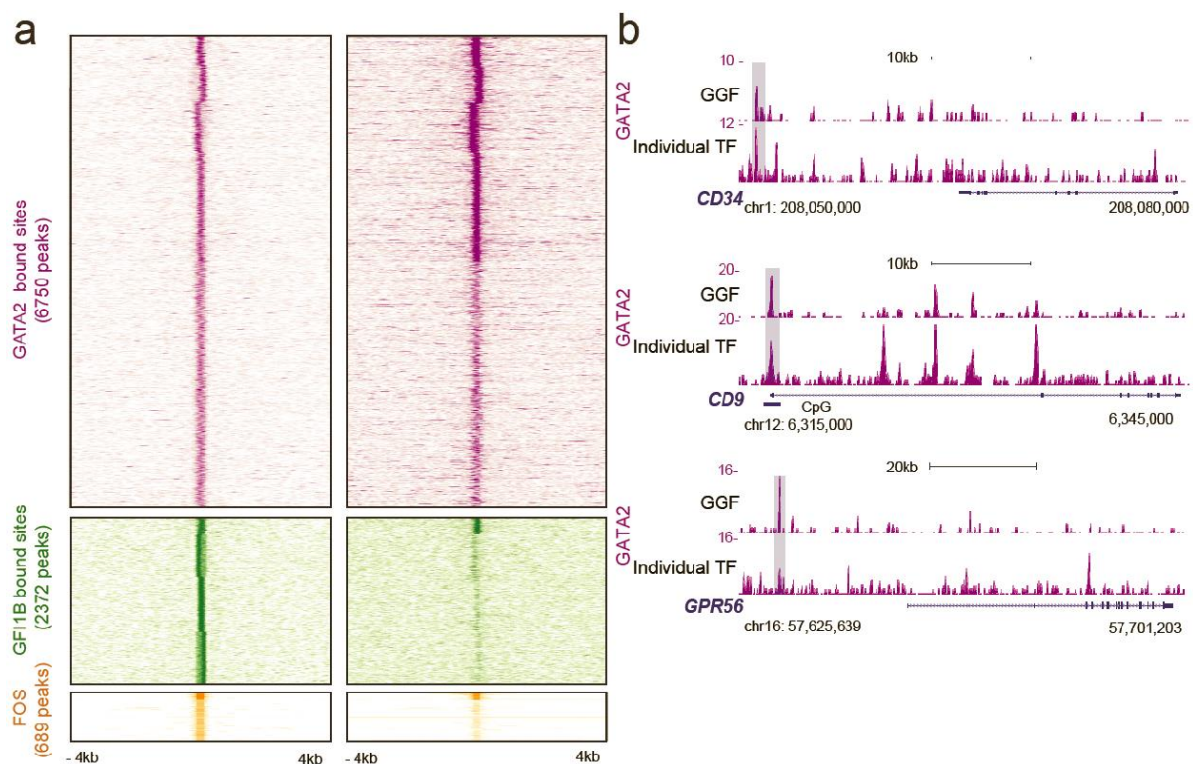 a
GATA2 bound sites
(6750 peaks)
GFI1B bound sites
(2372 peaks)
FOS
(689 peaks)
- 4kb
4kb
- 4kb
4kb
b
GATA2
10-
10kb
GGF
12-
Individual TF
CD34
chr1: 208,050,000
208,080,000
GATA2
20-
10kb
GGF
20-
Individual TF
CD9
CpG
chr12: 6,315,000
6,345,000
GATA2
16-
20kb
GGF
16-
Individual TF
GPR56
chr16: 57,625,639
57,701,203